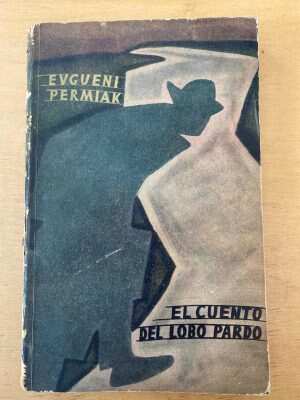 EVGUENI
PERMIAK
EL CUENTO
DEL LOBO PARDO